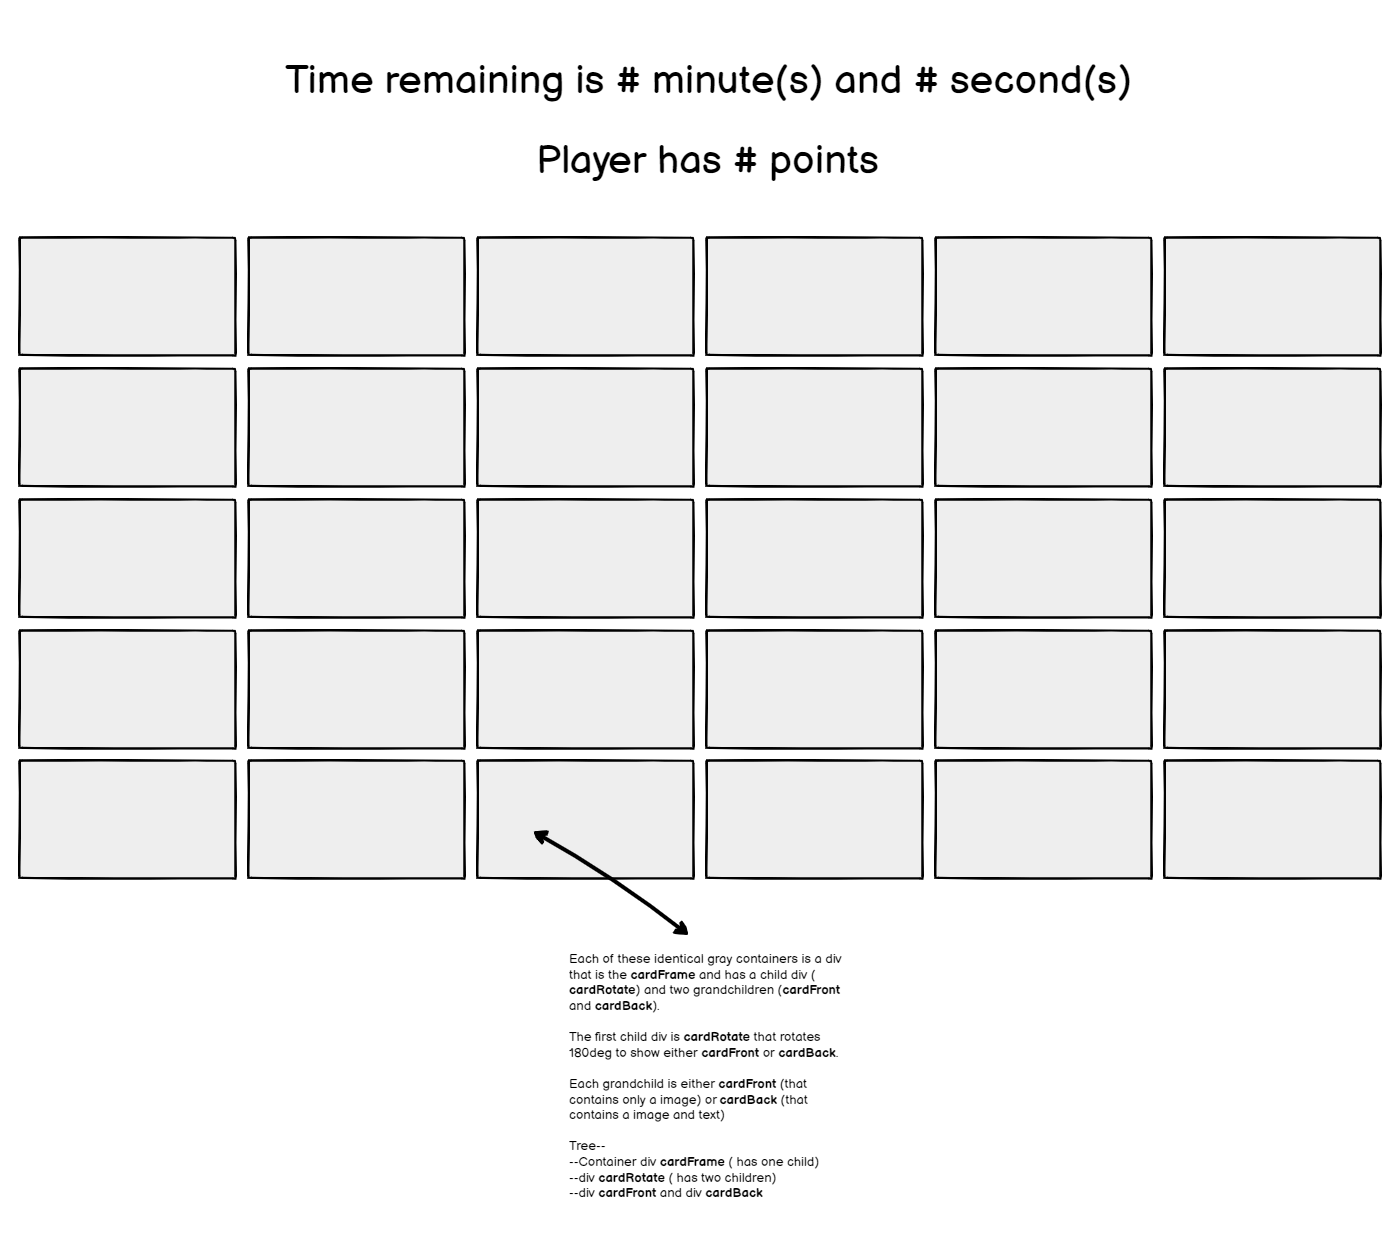 Time remaining is # minute(s) and # second(s)
Player has # points
Each of these identical gray containers is a div
that is the cardFrame and has a child div (
cardRotate) and two grandchildren (cardFront
and cardBack).
The first child div is cardRotate that rotates
180deg to show either cardFront or cardBack.
Each grandchild is either cardFront (that
contains only a image) or cardBack (that
contains a image and text)
Tree--
--Container div cardFrame ( has one child)
--div cardRotate ( has two children)
--div cardFront and div cardBack